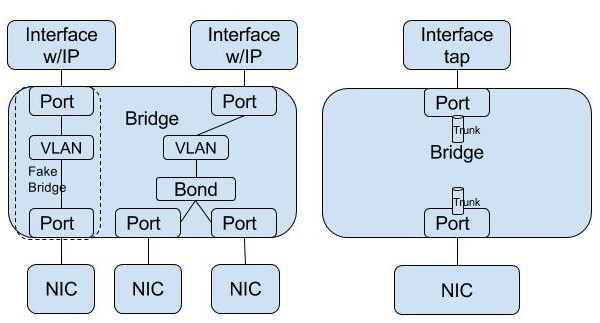 Interface
w/IP
Interface
w/IP
Interface
tap
Port
Port
Port
Bridge
Trunk
VLAN
VLAN
Bridge
Fake
Bridge
Bond
Trunk
Port
Port
Port
Port
NIC
NIC
NIC
NIC